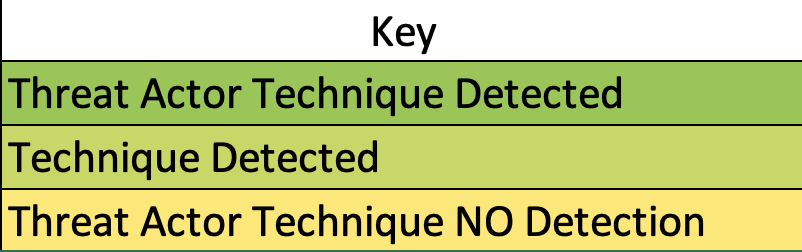 Key
Threat Actor Technique Detected
Technique Detected
Threat Actor Technique NO Detection